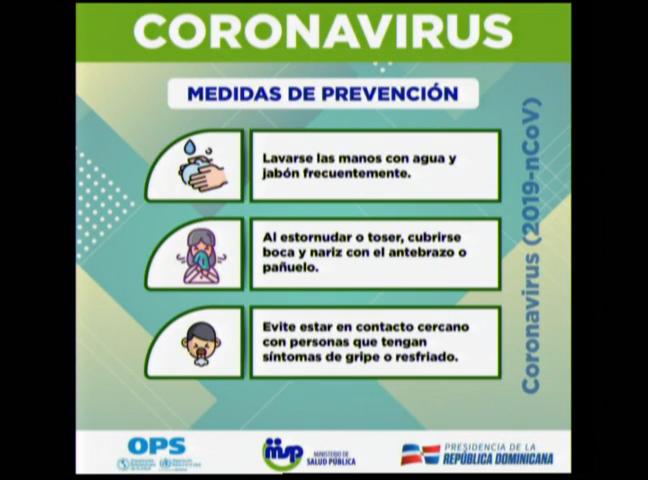 CORONAVIRUS
MEDIDAS DE PREVENCIÓN
Lavarse las manos con agua y
jabón frecuentemente.
Al estornudar o toser, cubrirse
boca y nariz con el antebrazo o
pañuelo.
Evite estar en contacto cercano
con personas que tengan
síntomas de gripe o resfriado.
Coronavirus (2019-nCoV)
OPS
msp
MINISTERIO DE
SALUD PÚBLICA
PRESIDENCIA DE LA
REPÚBLICA DOMINICANA